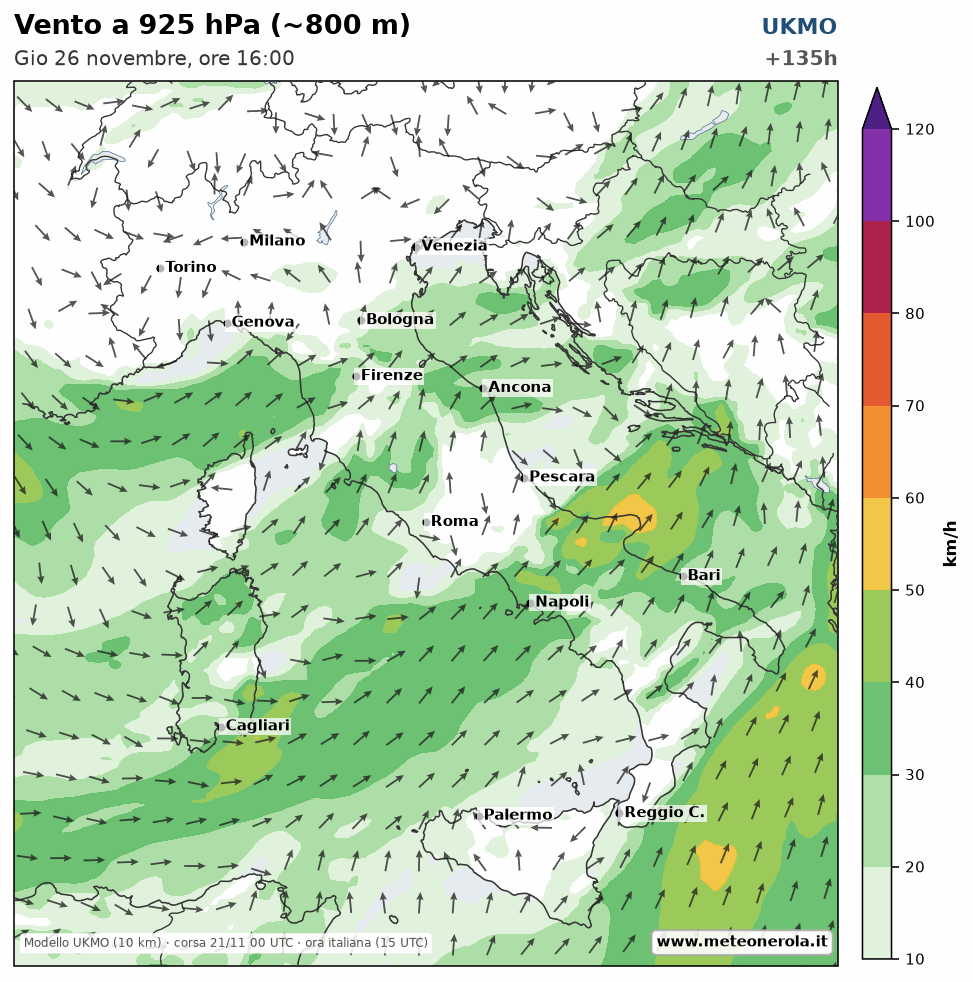 Vento a 925 hPa (~800 m)
UKMO
Gio 26 novembre, ore 16:00
+135h
Milano
Venezia
Torino
Genova
Bologna
Firenze
Ancona
Pescara
Roma
Bari
Napoli
Cagliari
Palermo
Reggio C.
120
100
80
70
60
50
40
30
20
10
km/h
Modello UKMO (10 km) · corsa 21/11 00 UTC · ora italiana (15 UTC)
www.meteonerola.it